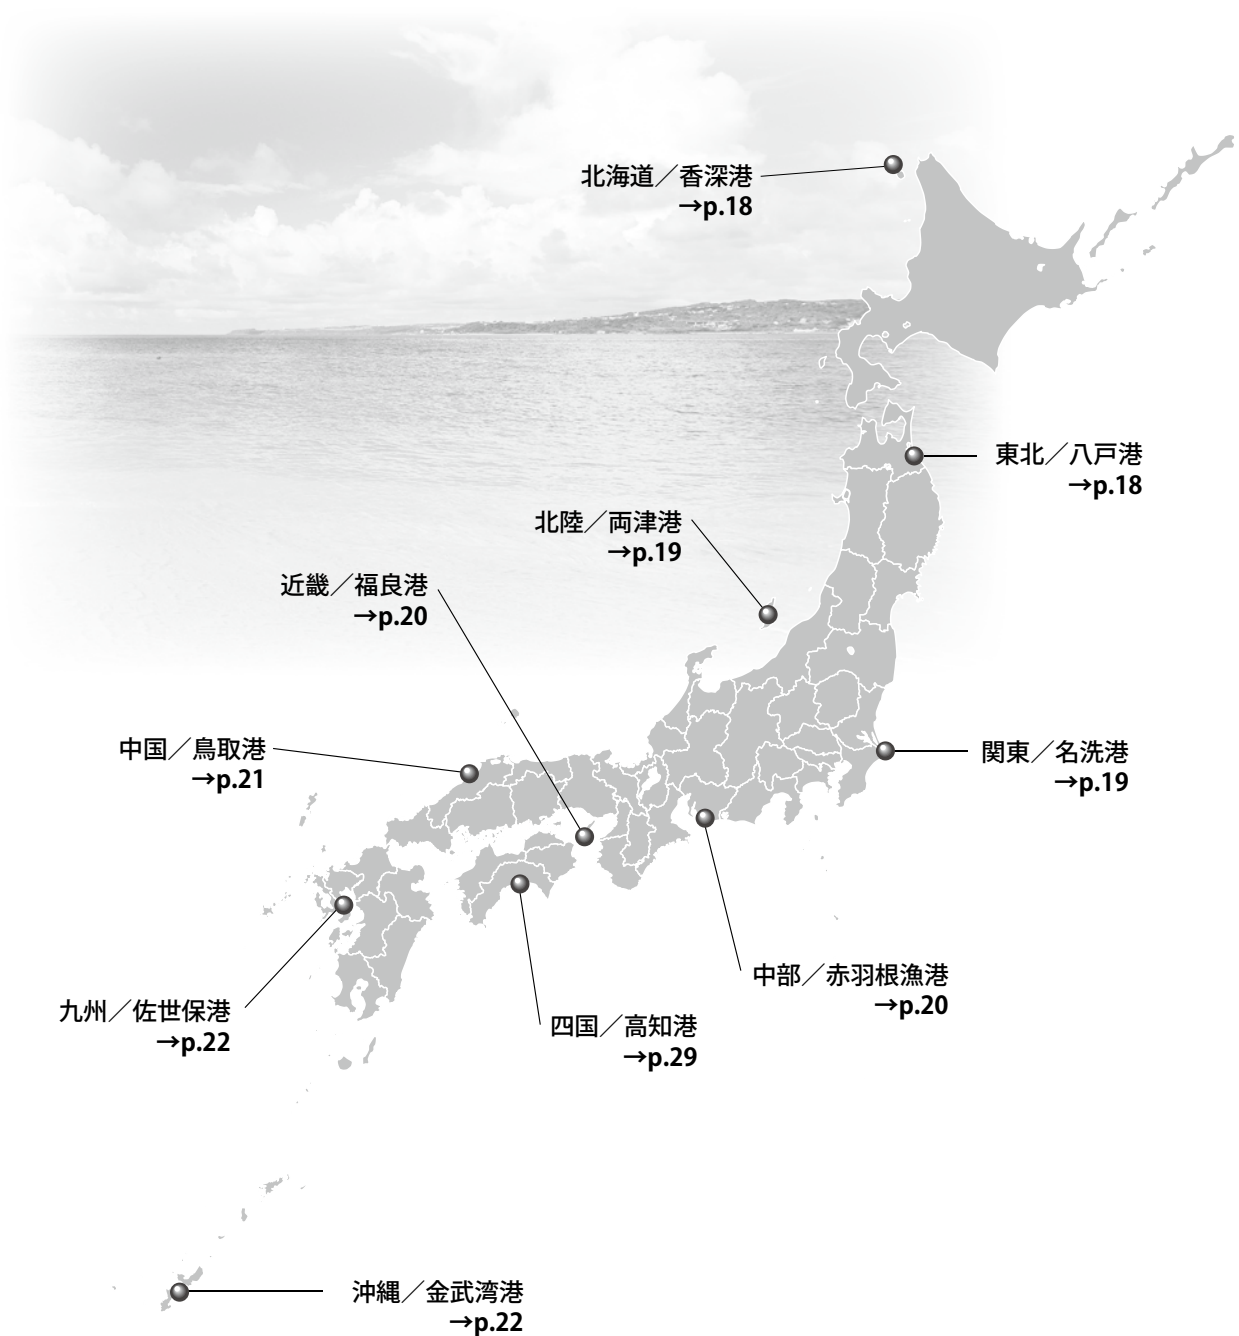 北海道／香深港
→p.18
東北／八戸港
→p.18
北陸／両津港
→p.19
近畿／福良港
→p.20
中国／鳥取港
→p.21
関東／名洗港
→p.19
中部／赤羽根漁港
→p.20
九州／佐世保港
→p.22
四国／高知港
→p.29
沖縄／金武湾港
→p.22